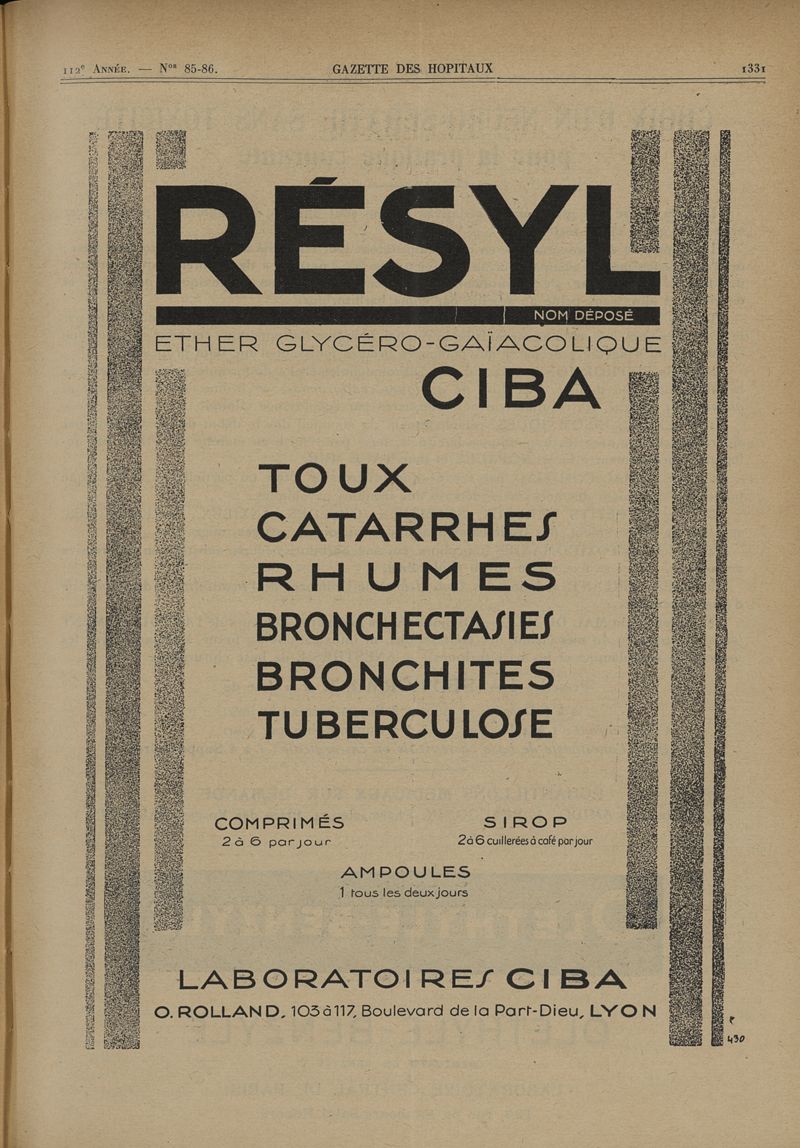 112e Année. — Nos 85-86. GAZETTE DES HOPITAUX 1331
RÉSYL
NOM DÉPOSÉ
ETHER GLYCÉRO-GAÏACOLIQUE
CIBA
TOUX
CATARRHES
RHUMES
BRONCHECTASIES
BRONCHITES
TUBERCULOSE
COMPRIMÉS
2 à 6 par jour
SIROP
2 à 6 cuillerées à café par jour
AMPOULES
1 tous les deux jours
LABORATOIRES CIBA
O. ROLLAND, 103 à 117, Boulevard de la Part-Dieu, LYON
430